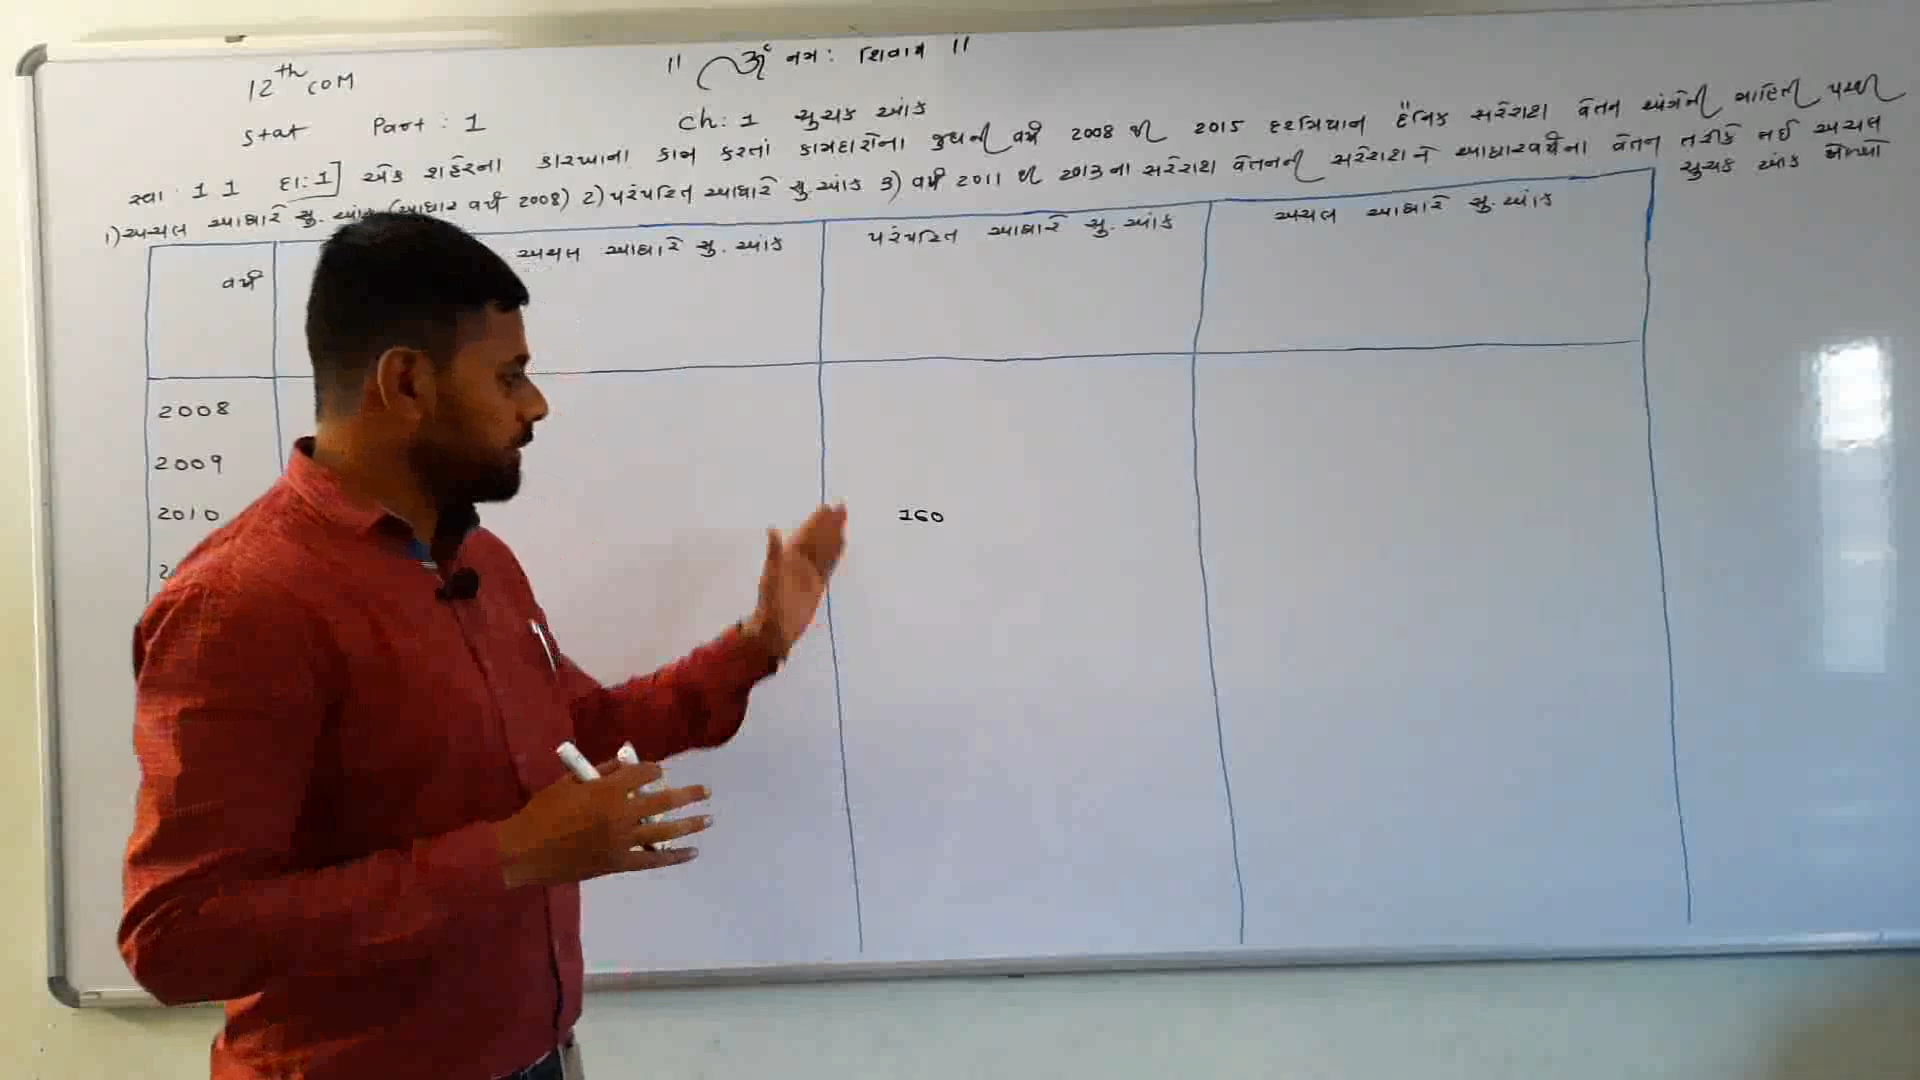 ॥ ૐ નમ: શિવાય ॥
12th COM
Stat Part : 1 Ch: 1 સુચક આંક
સ્વા 1 1 દા:1] એક શહેરના કારખાના કામ કરતાં કામદારોના જુથની વર્ષ 2008 થી 2015 દરમિયાન દૈનિક સરેરાશ વેતન અંગેની માહિતી પરથી
1) અચલ આધારે સુ. આંક (આધાર વર્ષ 2008) 2) પરંપરિત આધારે સુ. આંક 3) વર્ષ 2011 થી 2013ના સરેરાશ વેતનની સરેરાશને આધારવર્ષના વેતન તરીકે લઈ અચલ
સુચક આંક મેળવો
વર્ષ અચલ આધારે સુ. આંક પરંપરિત આધારે સુ. આંક અચલ આધારે સુ. આંક
2008
2009
2010 160